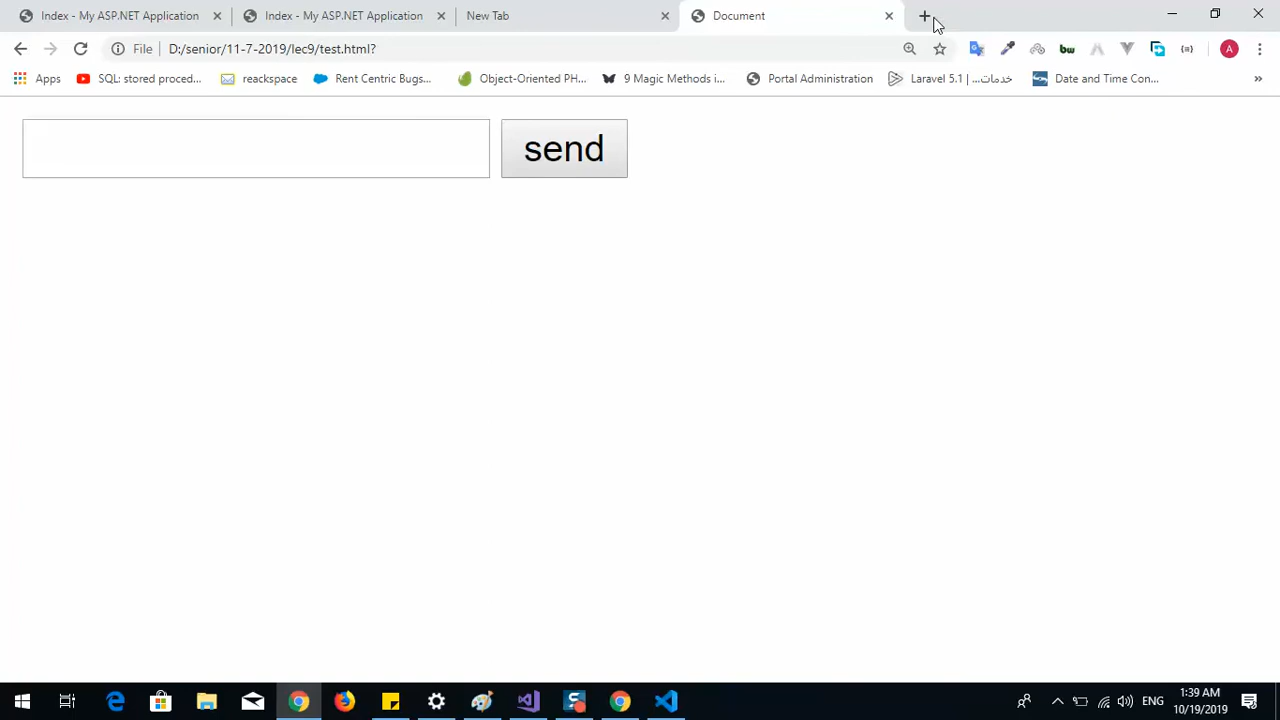 Index - My ASP.NET Application
Index - My ASP.NET Application
New Tab
Document
File D:/senior/11-7-2019/lec9/test.html?
bw
A
Apps
SQL: stored proced...
reackspace
Rent Centric Bugs...
Object-Oriented PH...
9 Magic Methods i...
Portal Administration
Laravel 5.1 | خدمات...
Date and Time Con...
send
ENG
1:39 AM
10/19/2019